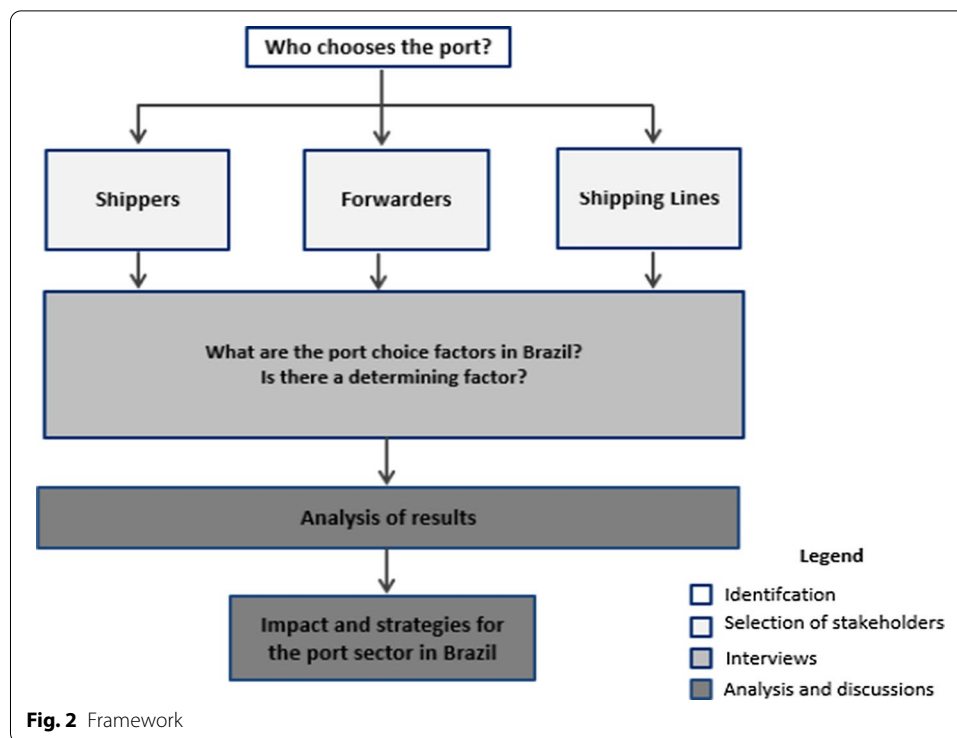 Who chooses the port?
Shippers
Forwarders
Shipping Lines
What are the port choice factors in Brazil?
Is there a determining factor?
Analysis of results
Impact and strategies for
the port sector in Brazil
Legend
Identifcation
Selection of stakeholders
Interviews
Analysis and discussions
Fig. 2 Framework